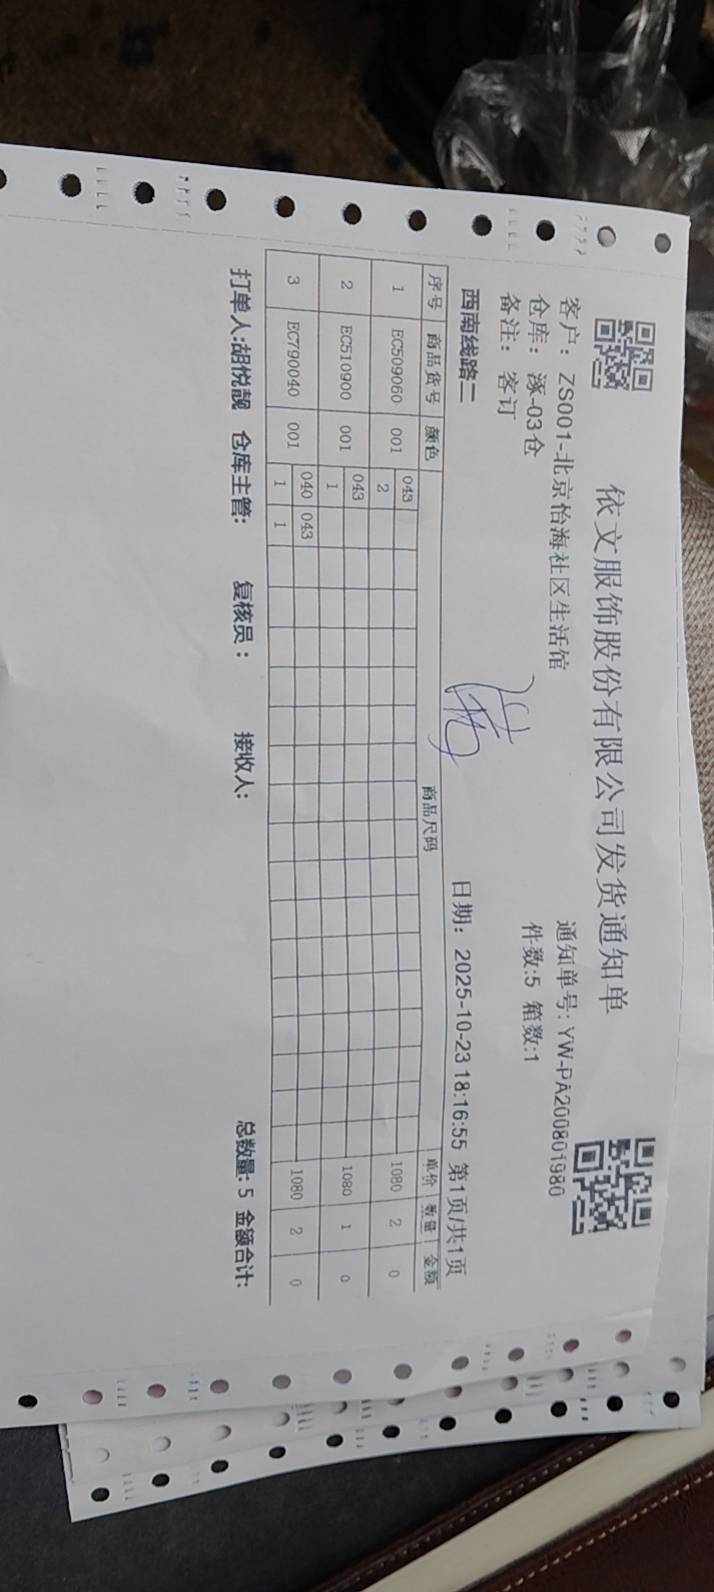 依文服饰股份有限公司发货通知单
客户：ZS001-北京怡海社区生活馆 通知单号：YW-PA200801980
仓库：涿-03仓 件数:5 箱数:1
备注：客订
西南线路二 日期：2025-10-23 18:16:55 第1页/共1页
序号 商品货号 颜色 商品尺码 单价 数量 金额
1 EC509060 001 043 1080 2 0
2
2 EC510900 001 043 1080 1 0
1
3 EC790040 001 040 043 1080 2 0
1 1
打单人:胡悦靓 仓库主管: 复核员： 接收人: 总数量: 5 金额合计: